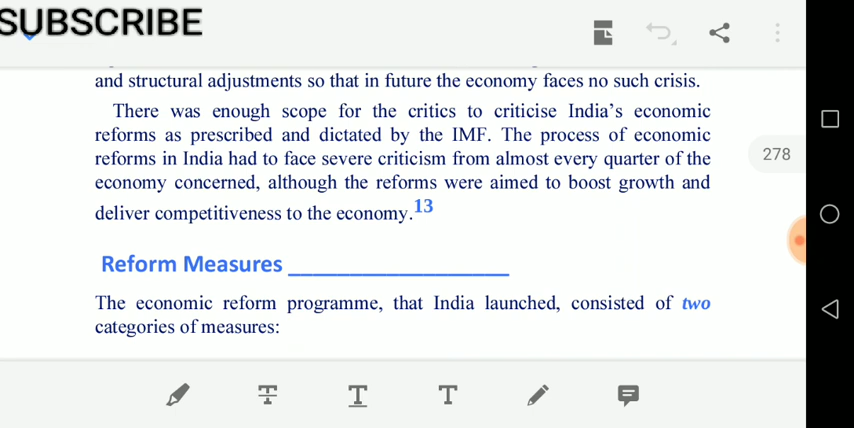 SUBSCRIBE
and structural adjustments so that in future the economy faces no such crisis.
There was enough scope for the critics to criticise India's economic
reforms as prescribed and dictated by the IMF. The process of economic
reforms in India had to face severe criticism from almost every quarter of the
economy concerned, although the reforms were aimed to boost growth and
deliver competitiveness to the economy.13
278
Reform Measures ____________________
The economic reform programme, that India launched, consisted of two
categories of measures:
T T T